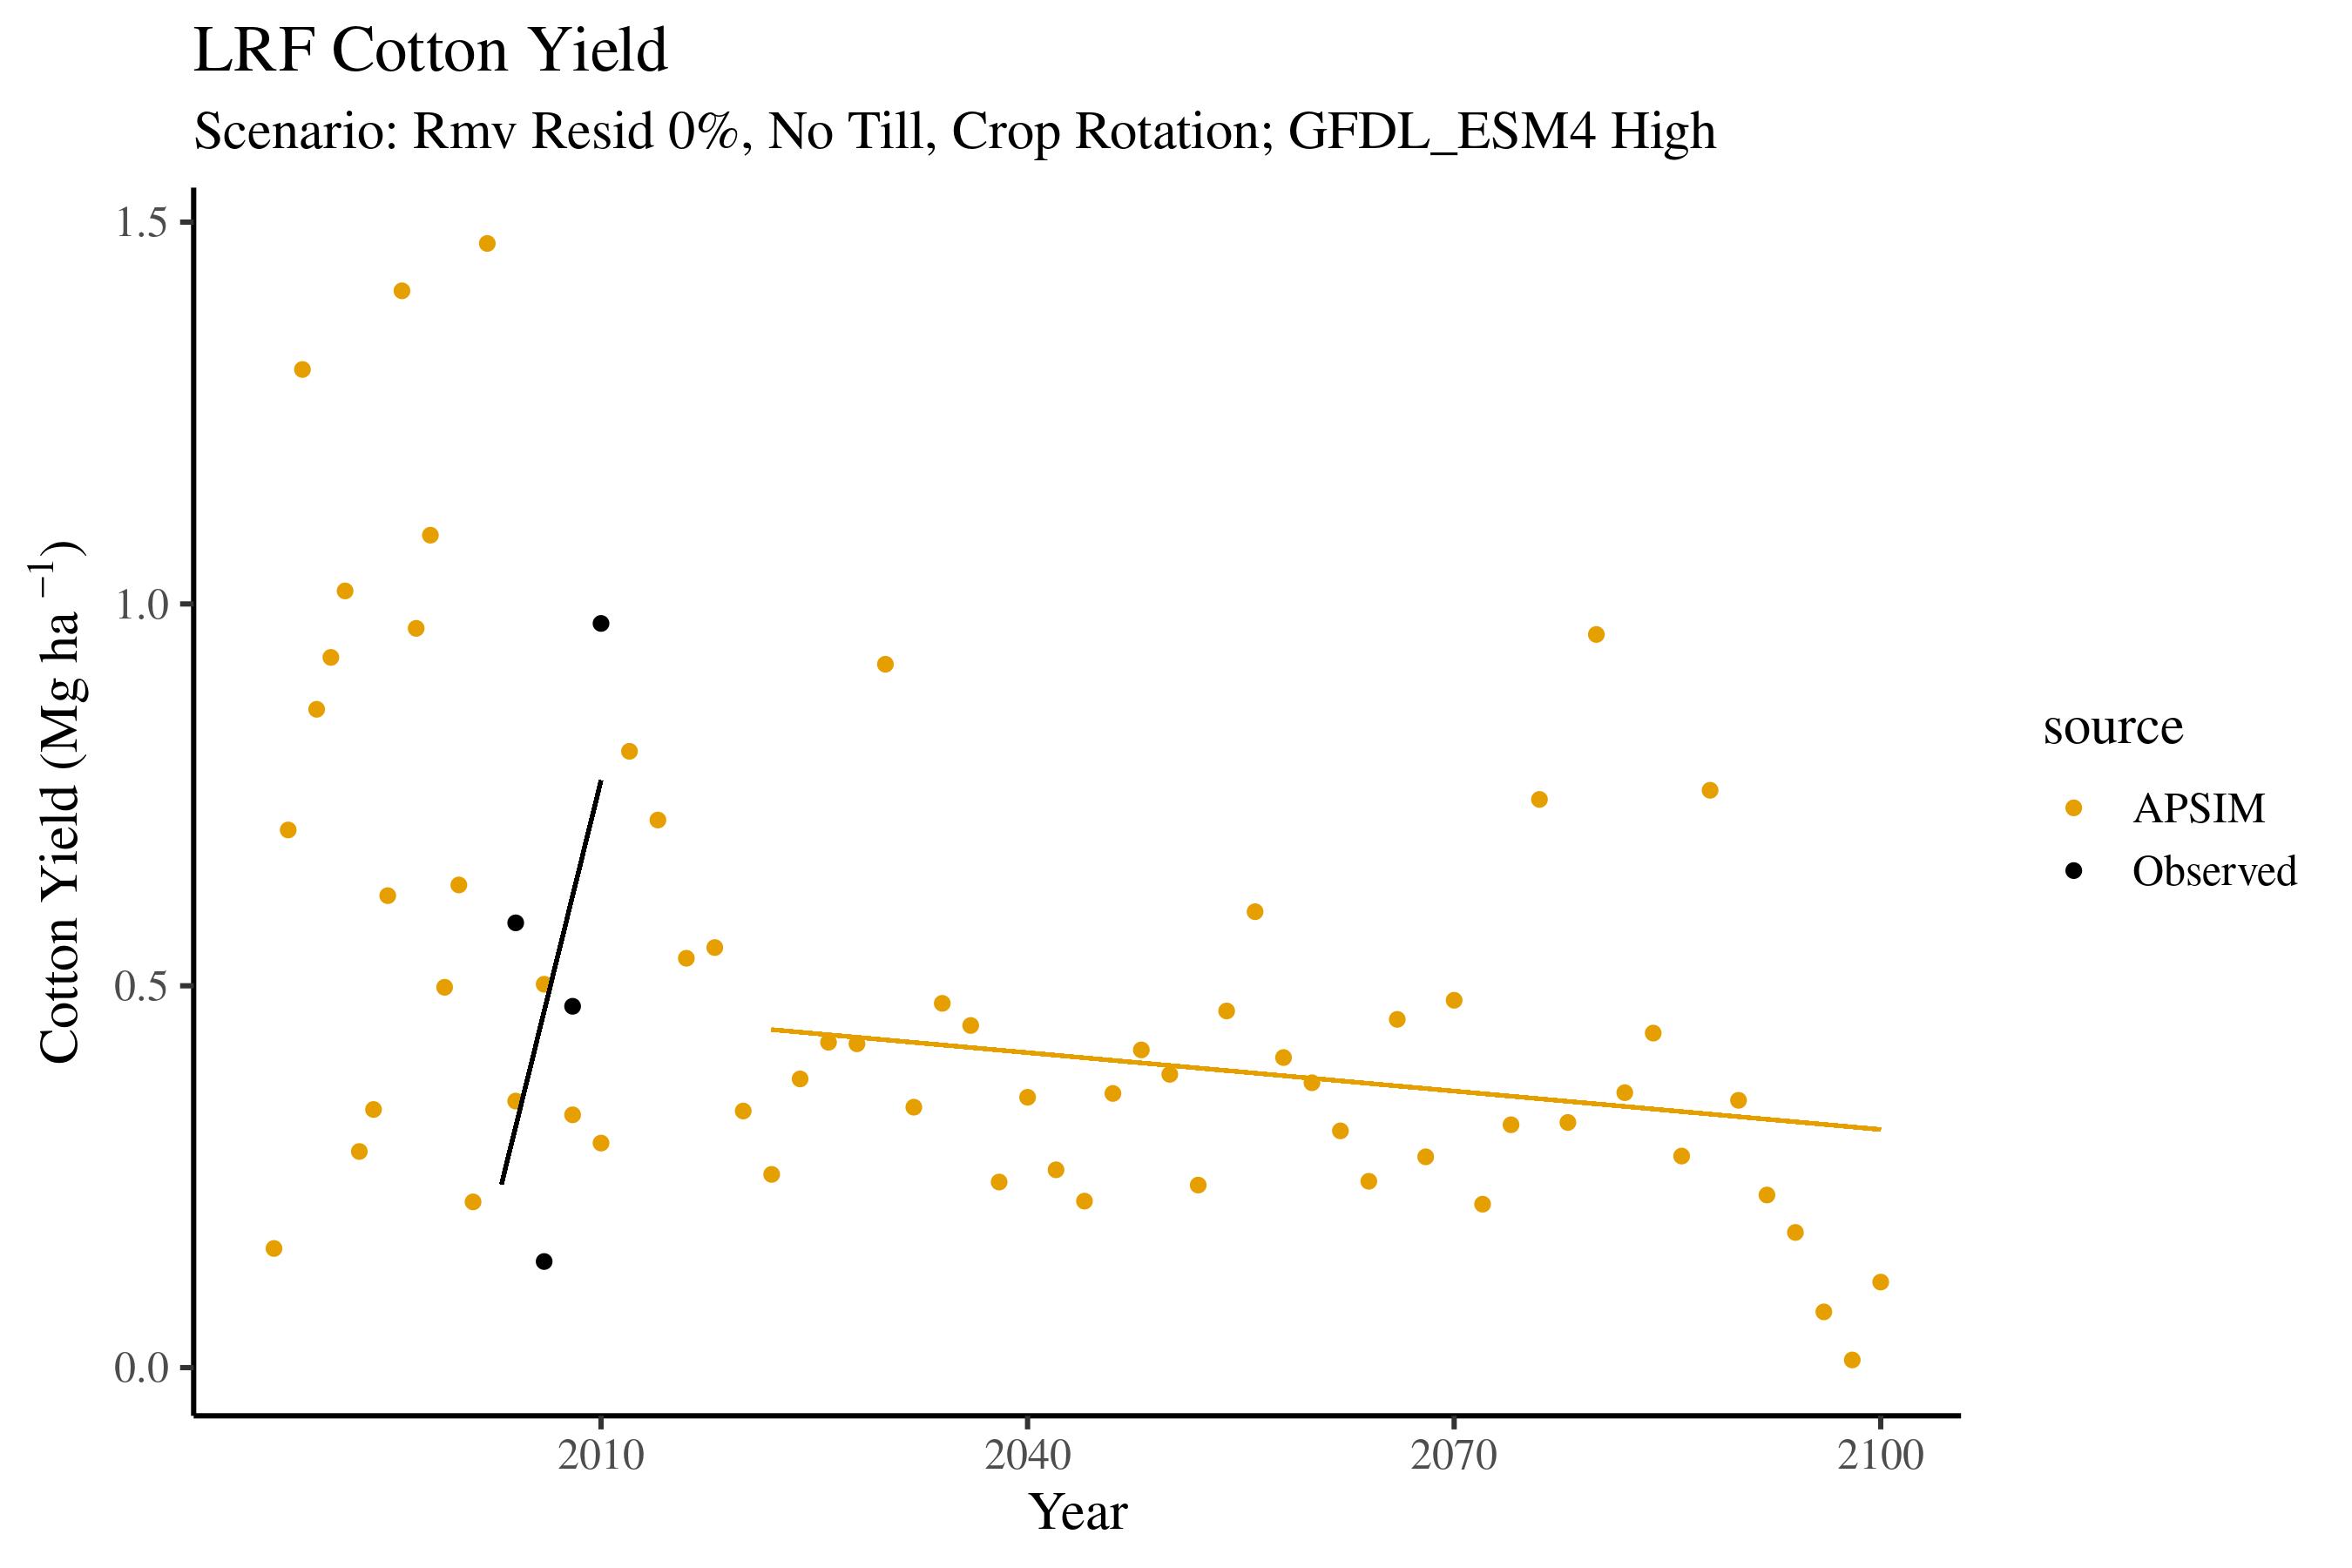 LRF Cotton Yield
Scenario: Rmv Resid 0%, No Till, Crop Rotation; GFDL_ESM4 High
Cotton Yield (Mg ha⁻¹)
1.5
1.0
0.5
0.0
2010 2040 2070 2100
Year
source
APSIM
Observed